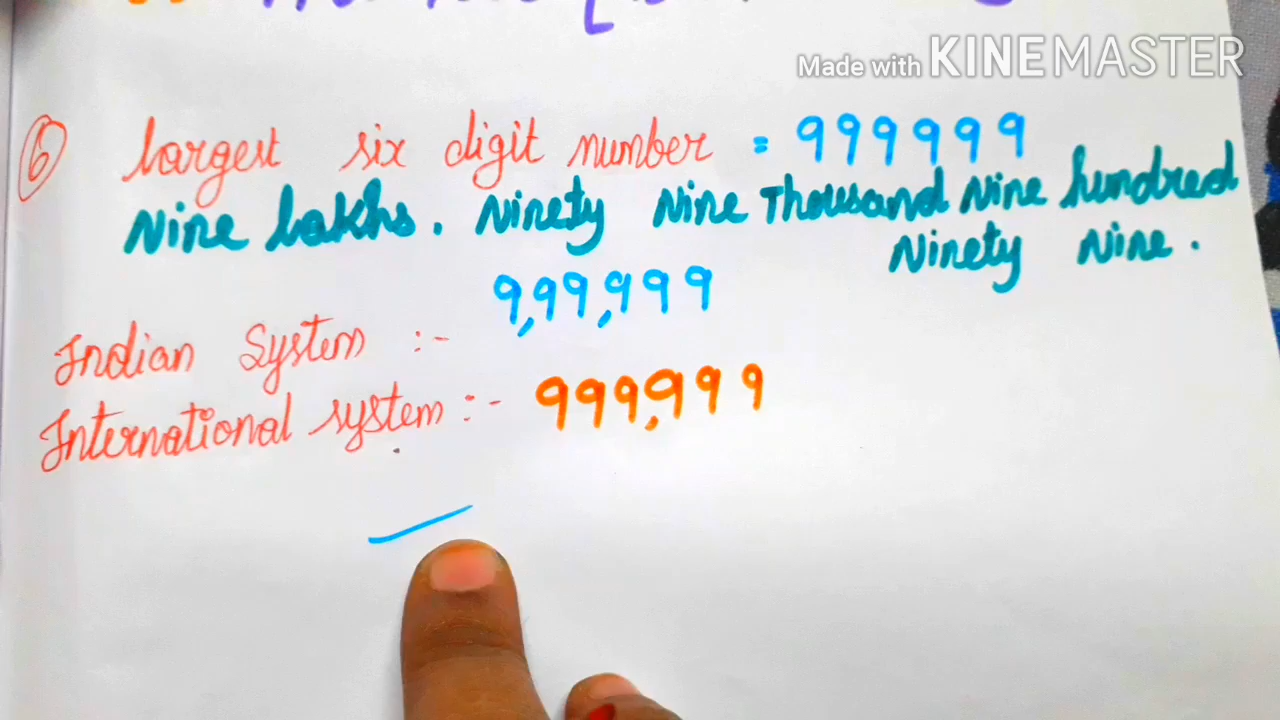 Made with KINEMASTER
6 largest six digit number = 999999
Nine lakhs. Ninety Nine Thousand Nine hundred
Ninety Nine.
9,99,999
Indian System :-
International system :- 999,999